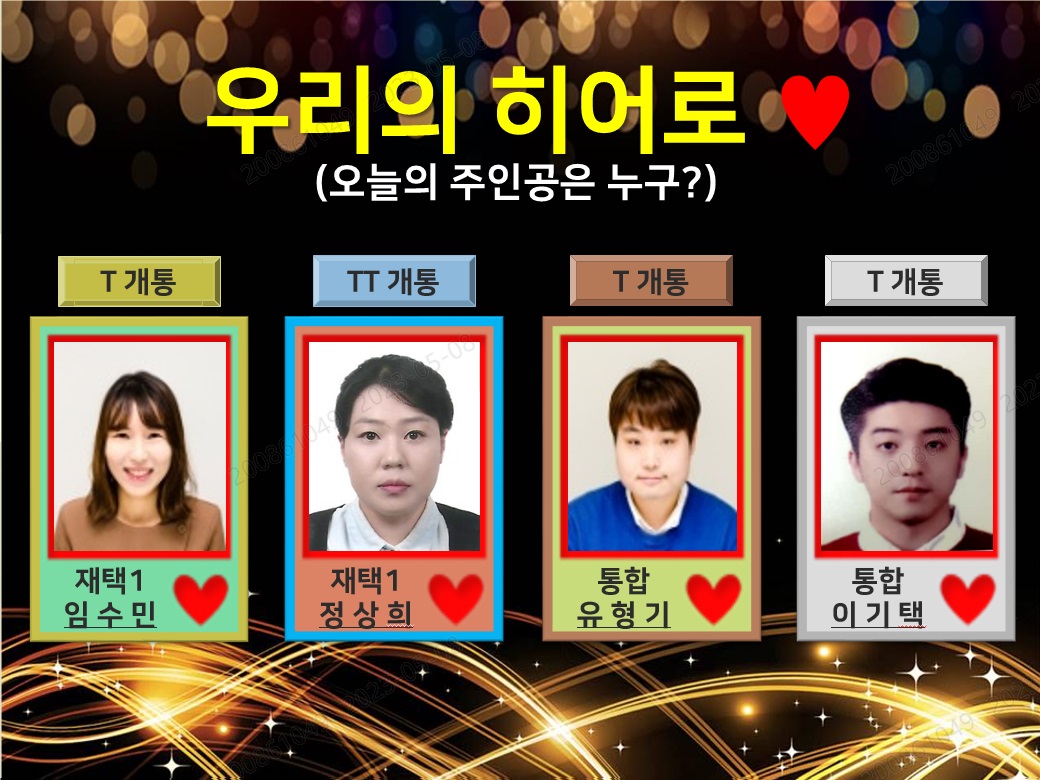 우리의 히어로 ♥
(오늘의 주인공은 누구?)
T 개통
TT 개통
T 개통
T 개통
재택1
임 수 민
재택1
정 상 희
통합
유 형 기
통합
이 기 택